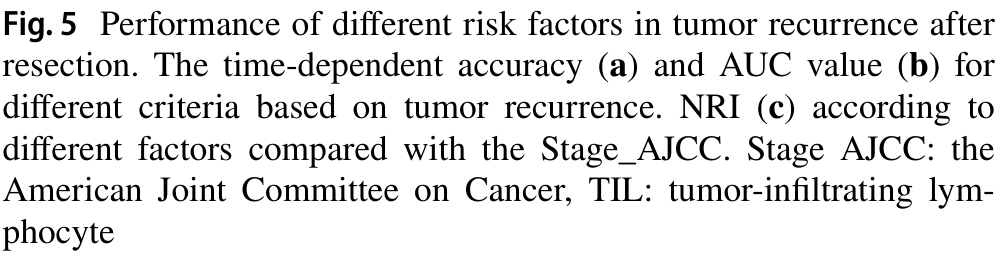 Fig. 5 Performance of different risk factors in tumor recurrence after
resection. The time-dependent accuracy (a) and AUC value (b) for
different criteria based on tumor recurrence. NRI (c) according to
different factors compared with the Stage_AJCC. Stage AJCC: the
American Joint Committee on Cancer, TIL: tumor-infiltrating lym-
phocyte